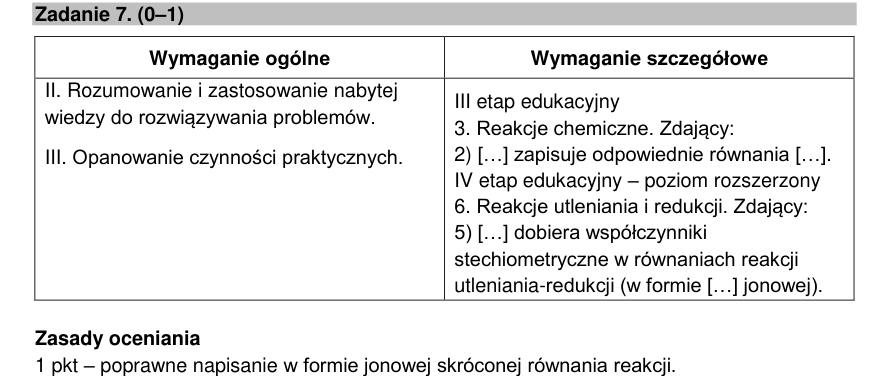 Zadanie 7. (0–1)
Wymaganie ogólne
Wymaganie szczegółowe
II. Rozumowanie i zastosowanie nabytej
wiedzy do rozwiązywania problemów.
III. Opanowanie czynności praktycznych.
III etap edukacyjny
3. Reakcje chemiczne. Zdający:
2) […] zapisuje odpowiednie równania […].
IV etap edukacyjny – poziom rozszerzony
6. Reakcje utleniania i redukcji. Zdający:
5) […] dobiera współczynniki
stechiometryczne w równaniach reakcji
utleniania-redukcji (w formie […] jonowej).
Zasady oceniania
1 pkt – poprawne napisanie w formie jonowej skróconej równania reakcji.